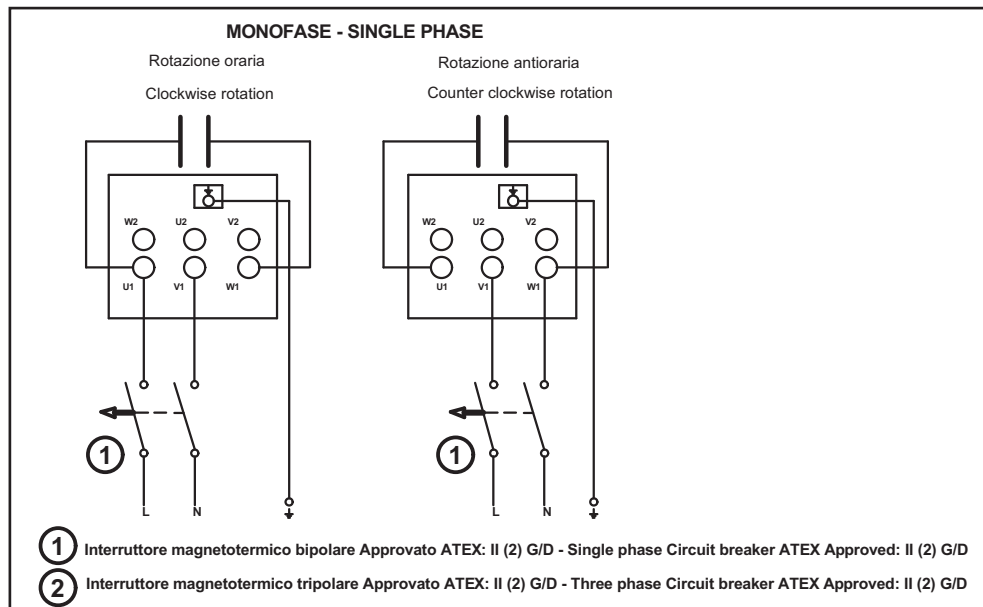 MONOFASE - SINGLE PHASE
Rotazione oraria
Clockwise rotation
Rotazione antioraria
Counter clockwise rotation
W2 U2 V2
U1 V1 W1
W2 U2 V2
U1 V1 W1
1
1
L N
L N
1 Interruttore magnetotermico bipolare Approvato ATEX: II (2) G/D - Single phase Circuit breaker ATEX Approved: II (2) G/D
2 Interruttore magnetotermico tripolare Approvato ATEX: II (2) G/D - Three phase Circuit breaker ATEX Approved: II (2) G/D